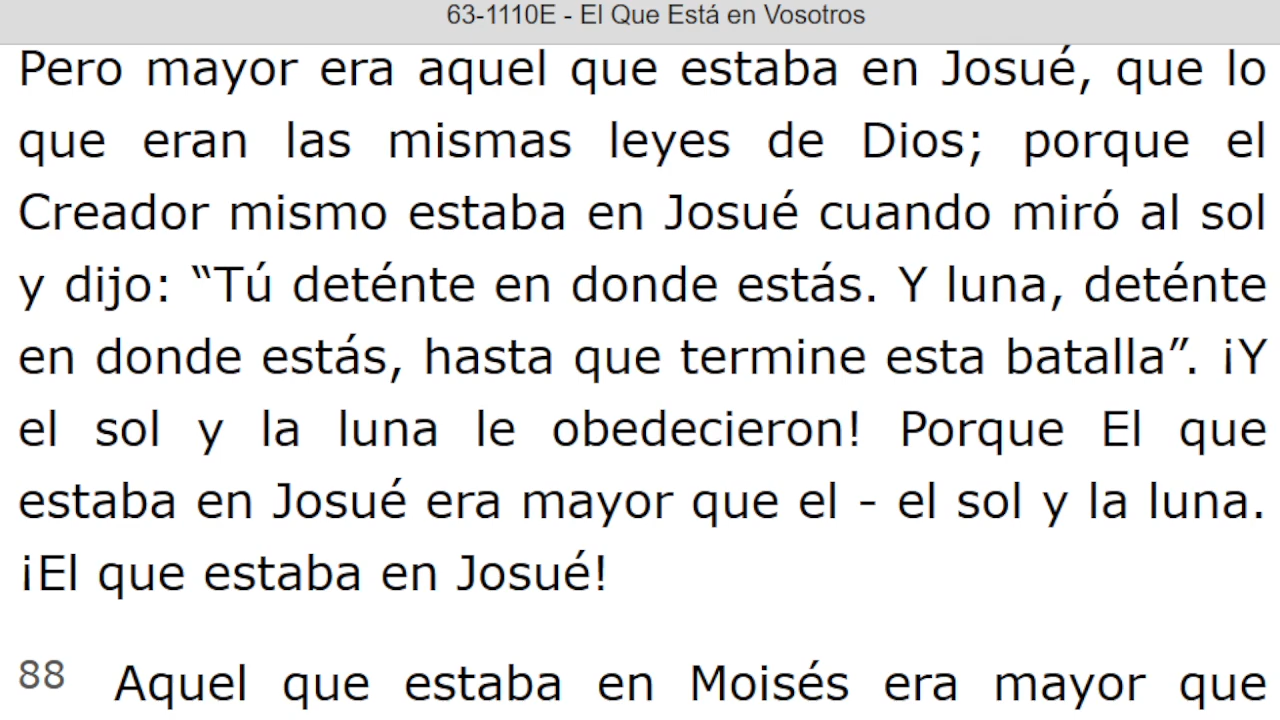 63-1110E - El Que Está en Vosotros
Pero mayor era aquel que estaba en Josué, que lo
que eran las mismas leyes de Dios; porque el
Creador mismo estaba en Josué cuando miró al sol
y dijo: “Tú deténte en donde estás. Y luna, deténte
en donde estás, hasta que termine esta batalla”. ¡Y
el sol y la luna le obedecieron! Porque El que
estaba en Josué era mayor que el - el sol y la luna.
¡El que estaba en Josué!
88 Aquel que estaba en Moisés era mayor que